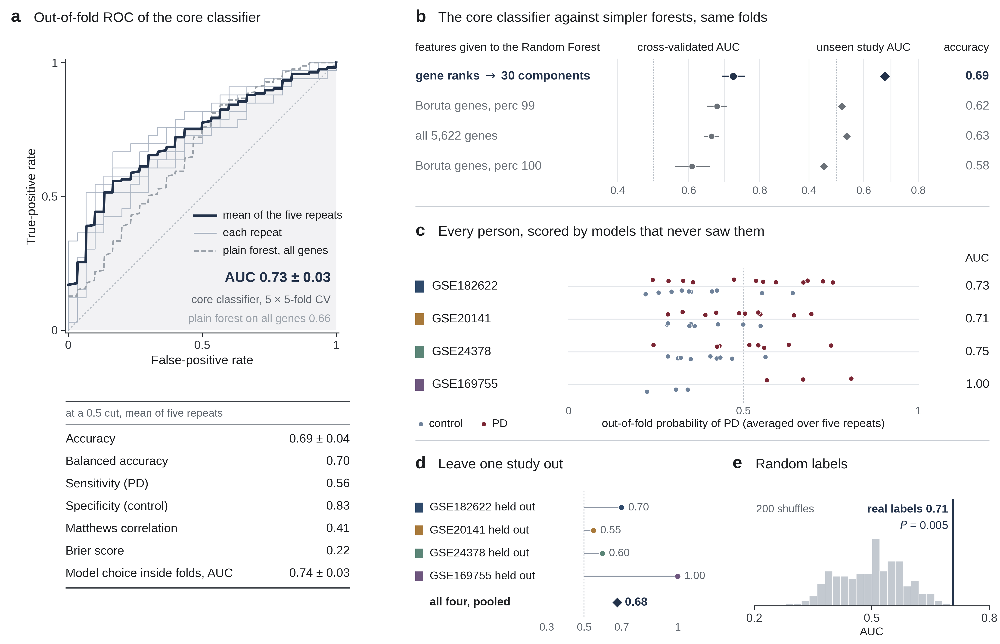 a Out-of-fold ROC of the core classifier
1
0.5
0
True-positive rate
mean of the five repeats
each repeat
plain forest, all genes
AUC 0.73 ± 0.03
core classifier, 5 × 5-fold CV
plain forest on all genes 0.66
0 0.5 1
False-positive rate
at a 0.5 cut, mean of five repeats
Accuracy 0.69 ± 0.04
Balanced accuracy 0.70
Sensitivity (PD) 0.56
Specificity (control) 0.83
Matthews correlation 0.41
Brier score 0.22
Model choice inside folds, AUC 0.74 ± 0.03
b The core classifier against simpler forests, same folds
features given to the Random Forest cross-validated AUC unseen study AUC accuracy
gene ranks → 30 components 0.69
Boruta genes, perc 99 0.62
all 5,622 genes 0.63
Boruta genes, perc 100 0.58
0.4 0.6 0.8 0.4 0.6 0.8
c Every person, scored by models that never saw them
AUC
GSE182622 0.73
GSE20141 0.71
GSE24378 0.75
GSE169755 1.00
0 0.5 1
control PD out-of-fold probability of PD (averaged over five repeats)
d Leave one study out
GSE182622 held out 0.70
GSE20141 held out 0.55
GSE24378 held out 0.60
GSE169755 held out 1.00
all four, pooled 0.68
0.3 0.5 0.7 1
e Random labels
200 shuffles real labels 0.71
P = 0.005
0.2 0.5 0.8
AUC